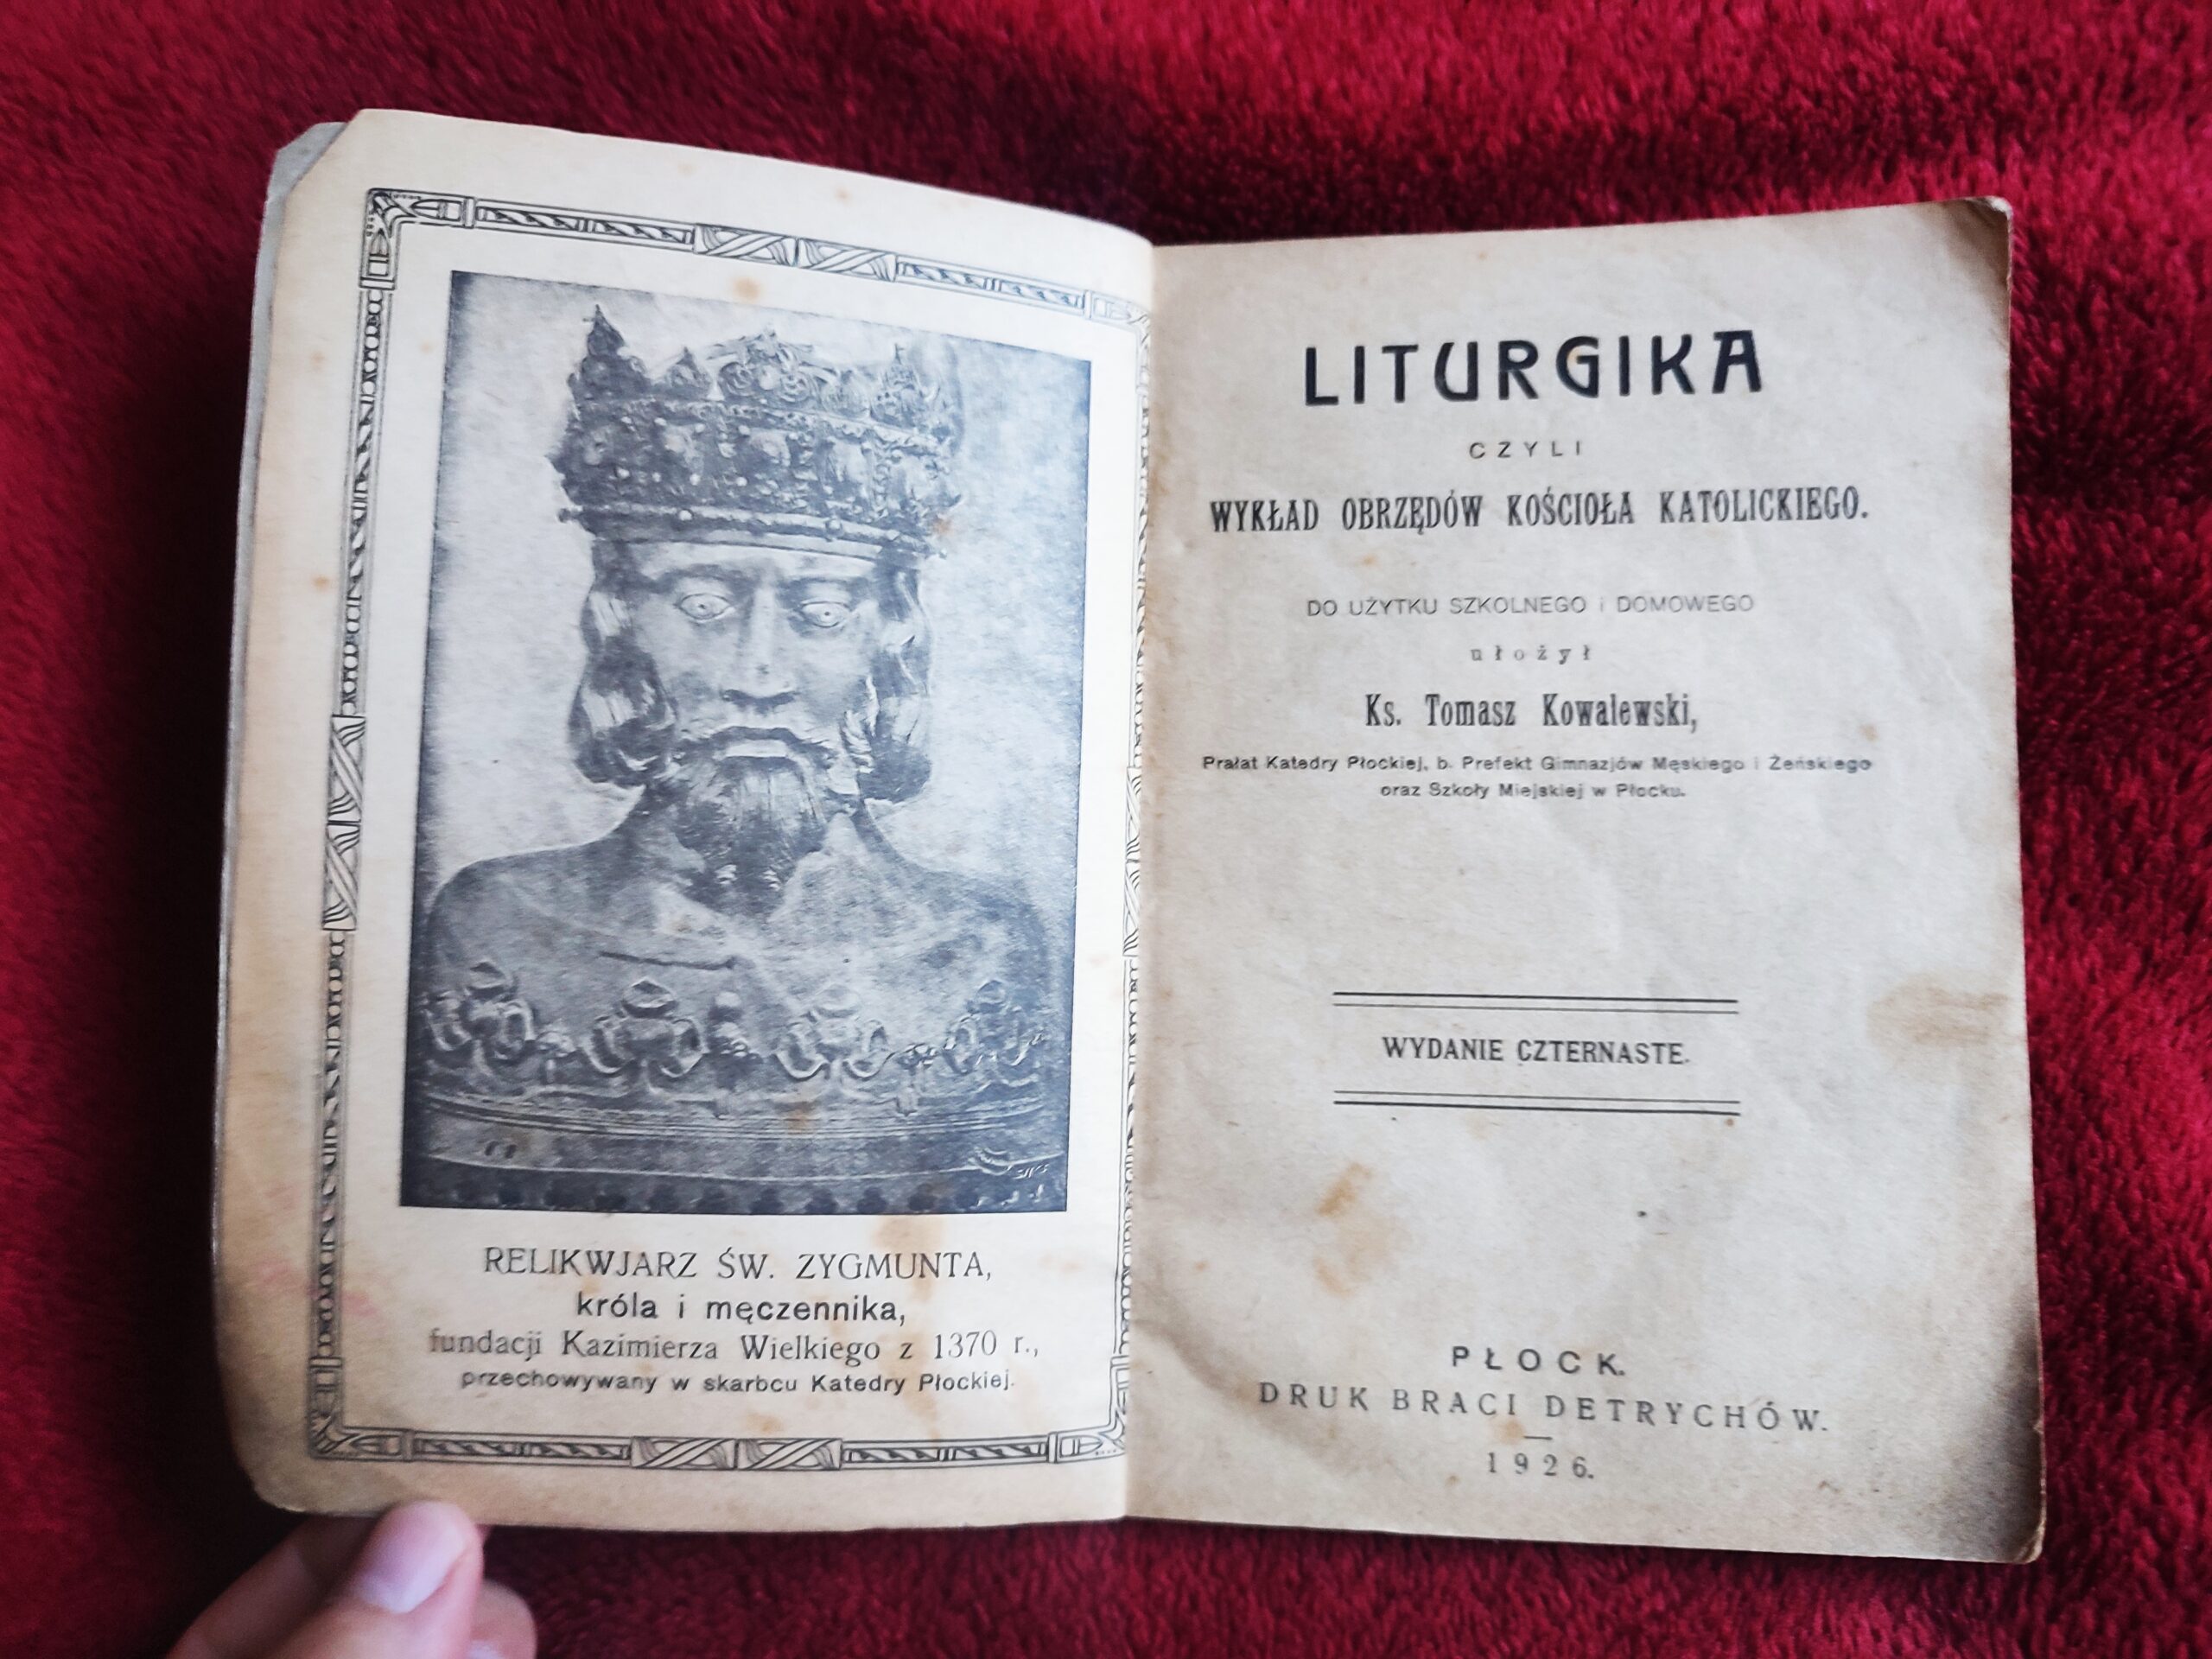 RELIKWJARZ ŚW. ZYGMUNTA,
króla i męczennika,
fundacji Kazimierza Wielkiego z 1370 r.,
przechowywany w skarbcu Katedry Płockiej.
LITURGIKA
CZYLI
WYKŁAD OBRZĘDÓW KOŚCIOŁA KATOLICKIEGO.
DO UŻYTKU SZKOLNEGO i DOMOWEGO
ułożył
Ks. Tomasz Kowalewski,
Prałat Katedry Płockiej, b. Prefekt Gimnazjów Męskiego i Żeńskiego
oraz Szkoły Miejskiej w Płocku.
WYDANIE CZTERNASTE.
PŁOCK.
DRUK BRACI DETRYCHÓW.
1926.